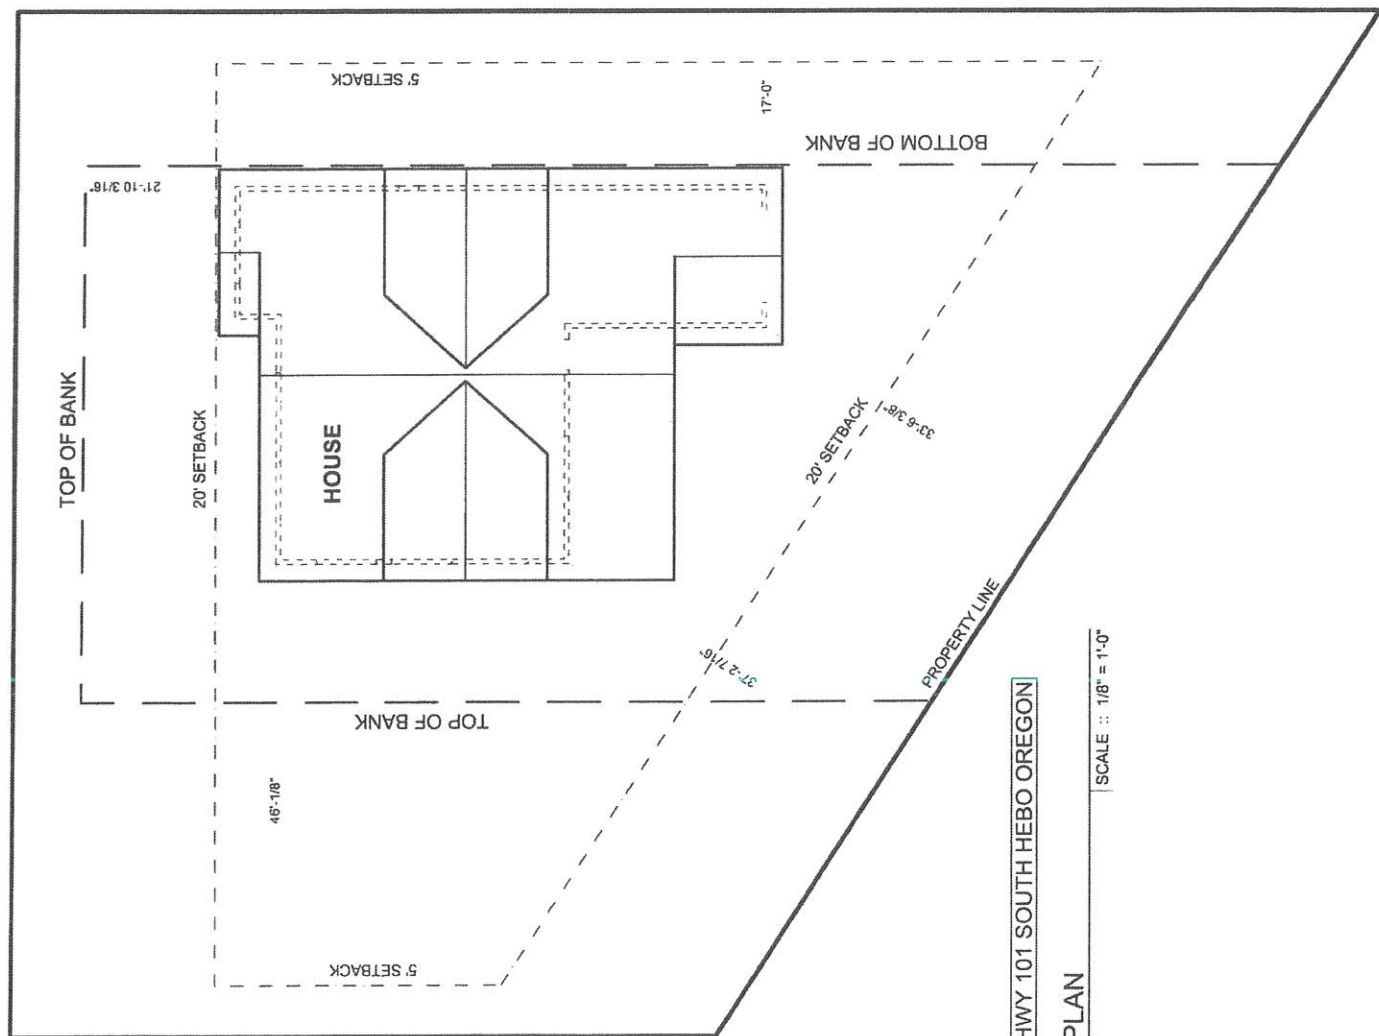 5' SETBACK
17'-0"
BOTTOM OF BANK
21'-10 3/16"
TOP OF BANK
20' SETBACK
HOUSE
20' SETBACK
33'-6 3/8"
37'-2 7/16"
PROPERTY LINE
TOP OF BANK
46'-1/8"
5' SETBACK
HWY 101 SOUTH HEBO OREGON
PLAN
SCALE :: 1/8" = 1'-0"